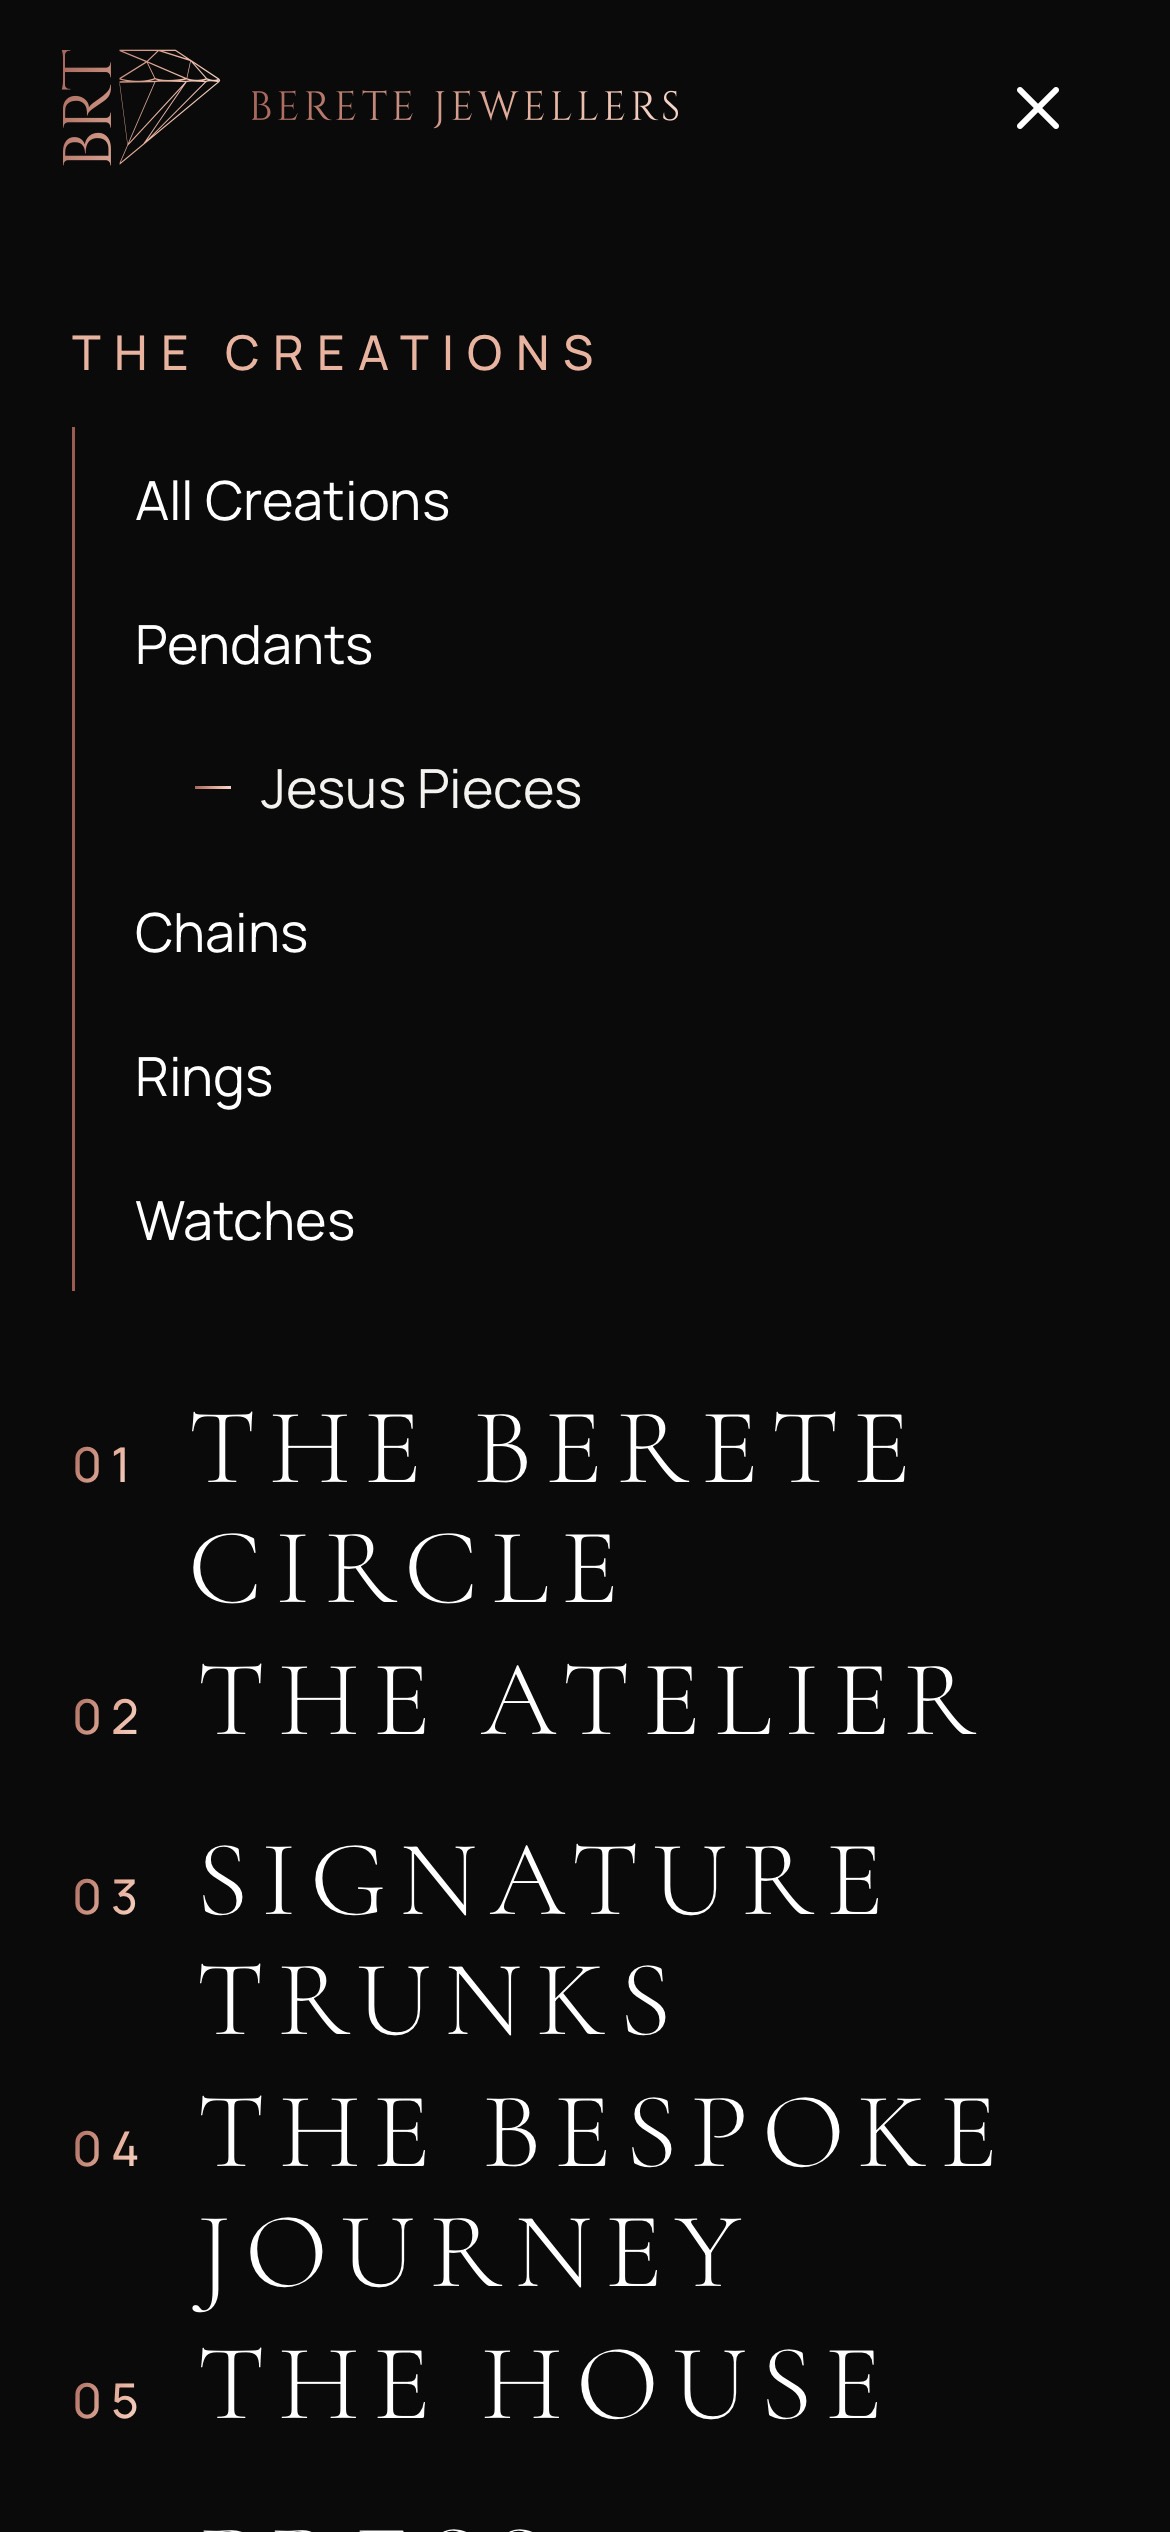 BRT
BERETE JEWELLERS
THE CREATIONS
All Creations
Pendants
— Jesus Pieces
Chains
Rings
Watches
01 THE BERETE
CIRCLE
02 THE ATELIER
03 SIGNATURE
TRUNKS
04 THE BESPOKE
JOURNEY
05 THE HOUSE